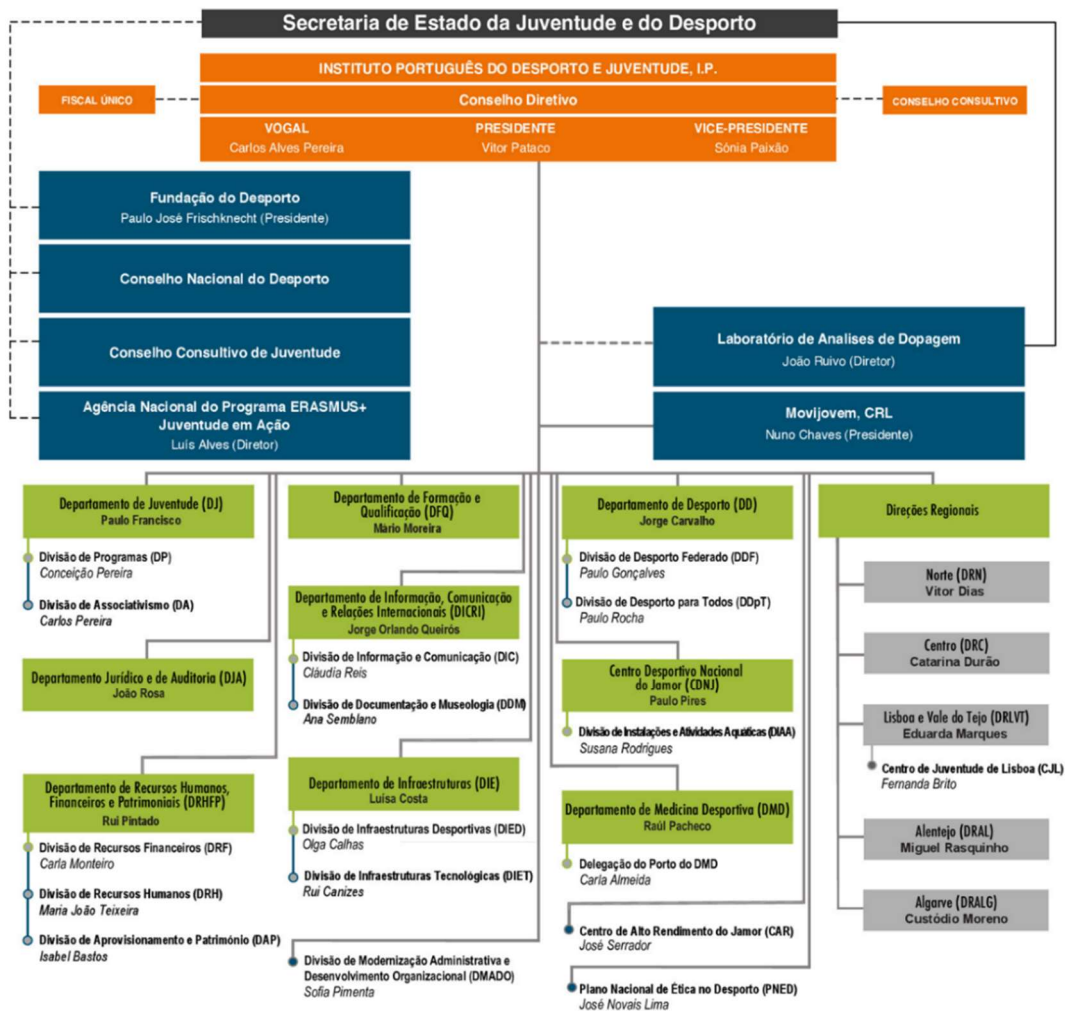 Secretaria de Estado da Juventude e do Desporto
INSTITUTO PORTUGUÊS DO DESPORTO E JUVENTUDE, I.P.
FISCAL ÚNICO
Conselho Diretivo
CONSELHO CONSULTIVO
VOGAL
Carlos Alves Pereira
PRESIDENTE
Vitor Pataco
VICE-PRESIDENTE
Sónia Paixão
Fundação do Desporto
Paulo José Frischknecht (Presidente)
Conselho Nacional do Desporto
Conselho Consultivo de Juventude
Agência Nacional do Programa ERASMUS+
Juventude em Ação
Luís Alves (Diretor)
Laboratório de Analises de Dopagem
João Ruivo (Diretor)
Movijovem, CRL
Nuno Chaves (Presidente)
Departamento de Juventude (DJ)
Paulo Francisco
Divisão de Programas (DP)
Conceição Pereira
Divisão de Associativismo (DA)
Carlos Pereira
Departamento Jurídico e de Auditoria (DJA)
João Rosa
Departamento de Recursos Humanos,
Financeiros e Patrimoniais (DRHFP)
Rui Pintado
Divisão de Recursos Financeiros (DRF)
Carla Monteiro
Divisão de Recursos Humanos (DRH)
Maria João Teixeira
Divisão de Aprovisionamento e Património (DAP)
Isabel Bastos
Departamento de Formação e
Qualificação (DFQ)
Mário Moreira
Departamento de Informação, Comunicação
e Relações Internacionais (DICRI)
Jorge Orlando Queirós
Divisão de Informação e Comunicação (DIC)
Cláudia Reis
Divisão de Documentação e Museologia (DDM)
Ana Semblano
Departamento de Infraestruturas (DIE)
Luísa Costa
Divisão de Infraestruturas Desportivas (DIED)
Olga Calhas
Divisão de Infraestruturas Tecnológicas (DIET)
Rui Canizes
Divisão de Modernização Administrativa e
Desenvolvimento Organizacional (DMADO)
Sofia Pimenta
Departamento de Desporto (DD)
Jorge Carvalho
Divisão de Desporto Federado (DDF)
Paulo Gonçalves
Divisão de Desporto para Todos (DDpT)
Paulo Rocha
Centro Desportivo Nacional
do Jamor (CDNJ)
Paulo Pires
Divisão de Instalações e Atividades Aquáticas (DIAA)
Susana Rodrigues
Departamento de Medicina Desportiva (DMD)
Raúl Pacheco
Delegação do Porto do DMD
Carla Almeida
Centro de Alto Rendimento do Jamor (CAR)
José Serrador
Plano Nacional de Ética no Desporto (PNED)
José Novais Lima
Direções Regionais
Norte (DRN)
Vitor Dias
Centro (DRC)
Catarina Durão
Lisboa e Vale do Tejo (DRLVT)
Eduarda Marques
Centro de Juventude de Lisboa (CJL)
Fernanda Brito
Alentejo (DRAL)
Miguel Rasquinho
Algarve (DRALG)
Custódio Moreno